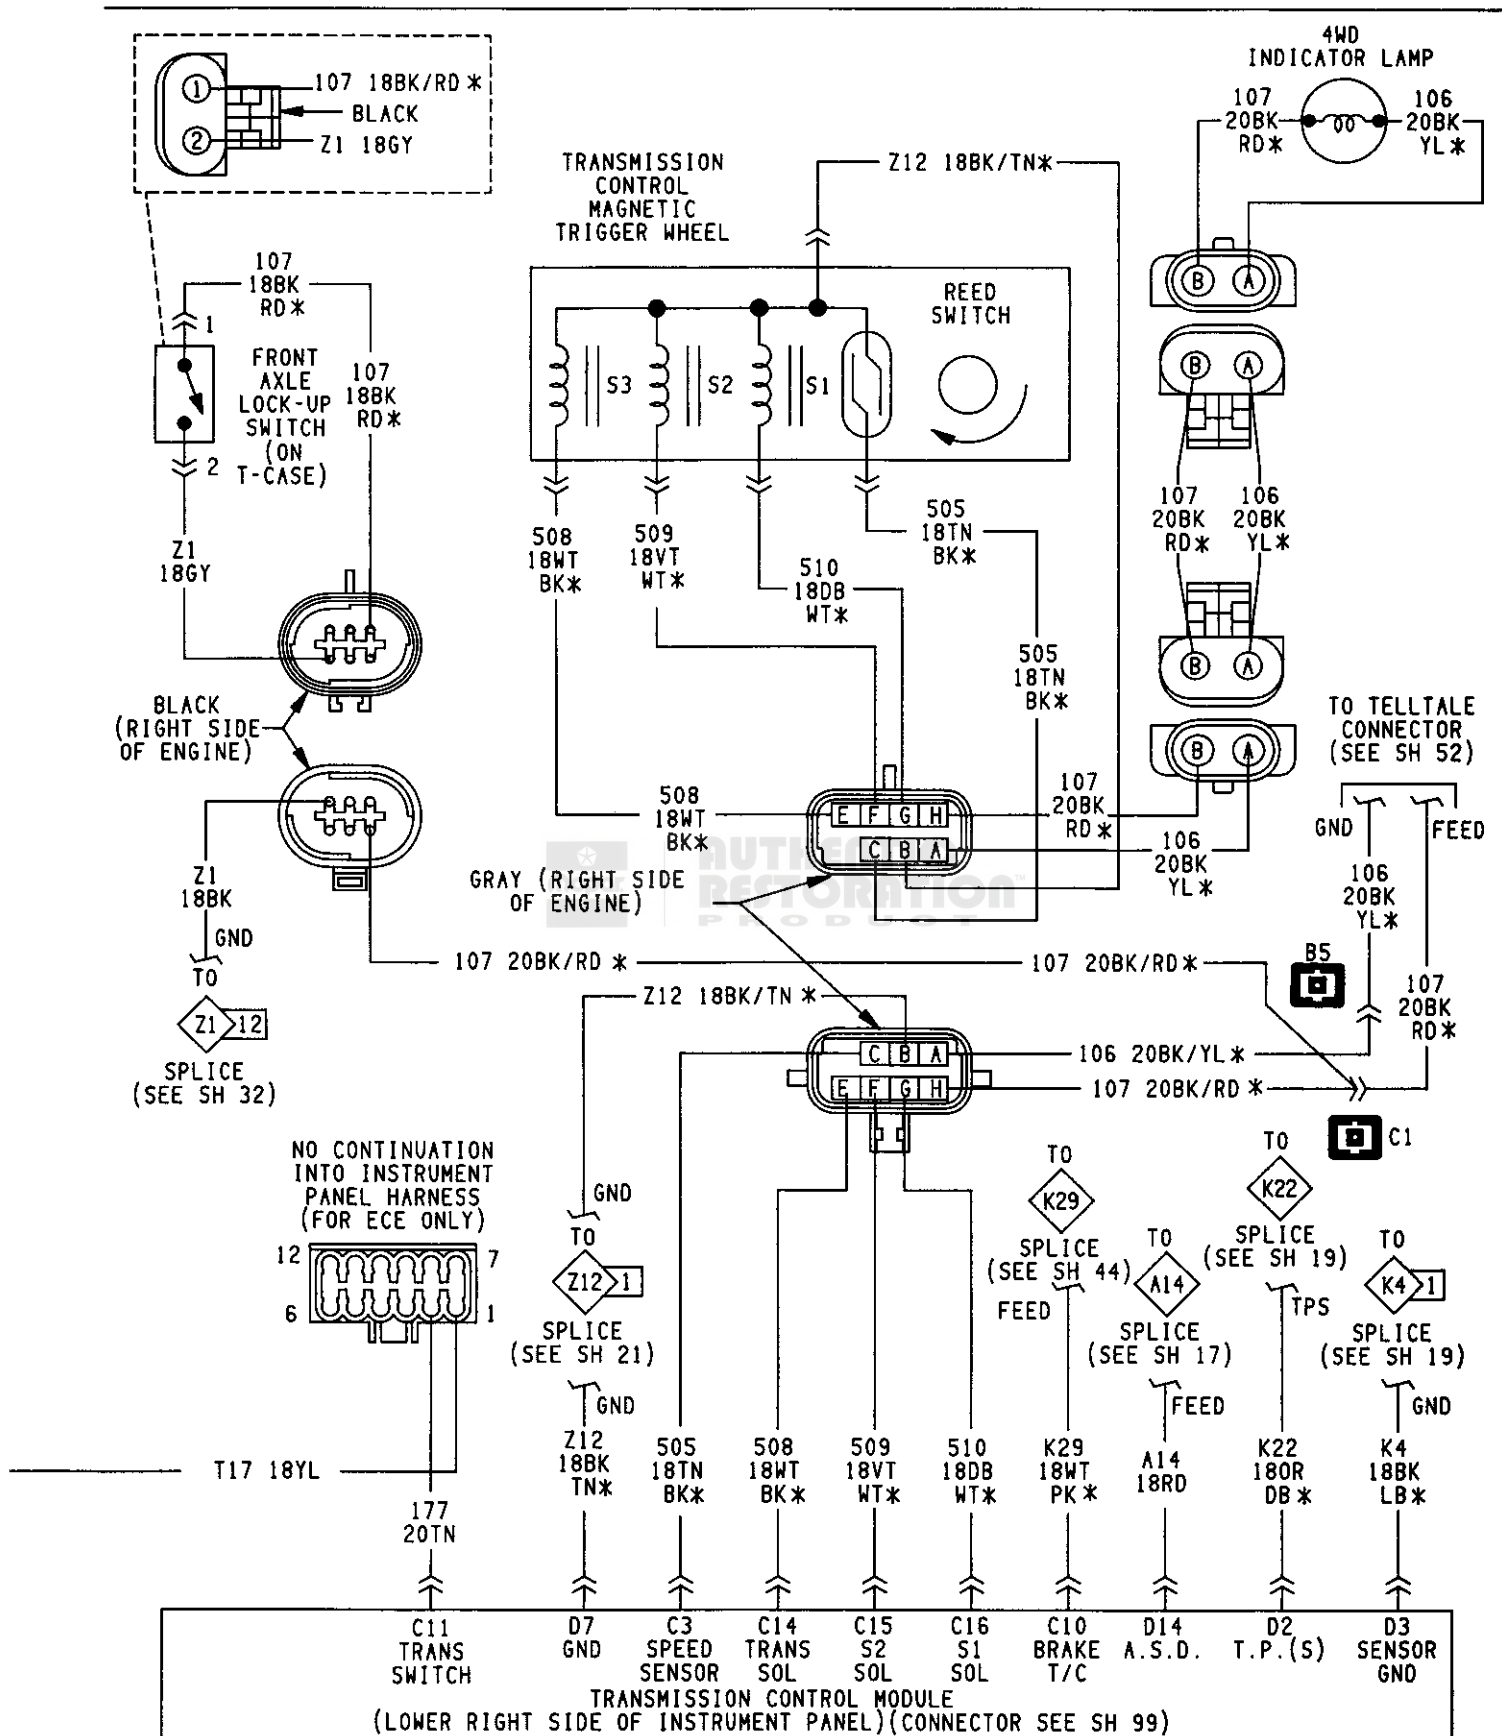 107 18BK/RD*
BLACK
Z1 18GY
1
2
4WD
INDICATOR LAMP
107
20BK
RD*
106
20BK
YL*
TRANSMISSION
CONTROL
MAGNETIC
TRIGGER WHEEL
Z12 18BK/TN*
107
18BK
RD*
1
FRONT
AXLE
LOCK-UP
SWITCH
(ON
T-CASE)
2
107
18BK
RD*
REED
SWITCH
S3
S2
S1
B A
B A
Z1
18GY
508
18WT
BK*
509
18VT
WT*
510
18DB
WT*
505
18TN
BK*
107
20BK
RD*
106
20BK
YL*
505
18TN
BK*
B A
B A
BLACK
(RIGHT SIDE
OF ENGINE)
TO TELLTALE
CONNECTOR
(SEE SH 52)
GND
FEED
508
18WT
BK*
E F G H
C B A
107
20BK
RD*
106
20BK
YL*
106
20BK
YL*
GRAY (RIGHT SIDE
OF ENGINE)
AUTHE
RESTORATION™
PRODUCT
Z1
18BK
GND
TO
Z1 12
SPLICE
(SEE SH 32)
107 20BK/RD *
107 20BK/RD*
B5
107
20BK
RD*
Z12 18BK/TN *
C B A
E F G H
106 20BK/YL*
107 20BK/RD *
C1
NO CONTINUATION
INTO INSTRUMENT
PANEL HARNESS
(FOR ECE ONLY)
12 7
6 1
GND
TO
Z12 1
SPLICE
(SEE SH 21)
GND
TO
K29
SPLICE
(SEE SH 44)
FEED
TO
A14
SPLICE
(SEE SH 17)
FEED
TO
K22
SPLICE
(SEE SH 19)
TPS
TO
K4 1
SPLICE
(SEE SH 19)
GND
T17 18YL
177
20TN
Z12
18BK
TN*
505
18TN
BK*
508
18WT
BK*
509
18VT
WT*
510
18DB
WT*
K29
18WT
PK*
A14
18RD
K22
18OR
DB*
K4
18BK
LB*
C11
TRANS
SWITCH
D7
GND
C3
SPEED
SENSOR
C14
TRANS
SOL
C15
S2
SOL
C16
S1
SOL
C10
BRAKE
T/C
D14
A.S.D.
D2
T.P.(S)
D3
SENSOR
GND
TRANSMISSION CONTROL MODULE
(LOWER RIGHT SIDE OF INSTRUMENT PANEL)(CONNECTOR SEE SH 99)